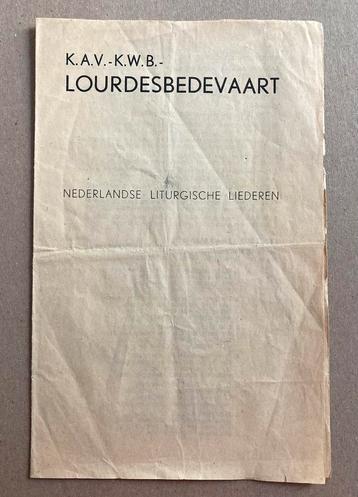 K.A.V.-K.W.B.-
LOURDESBEDEVAART
NEDERLANDSE LITURGISCHE LIEDEREN